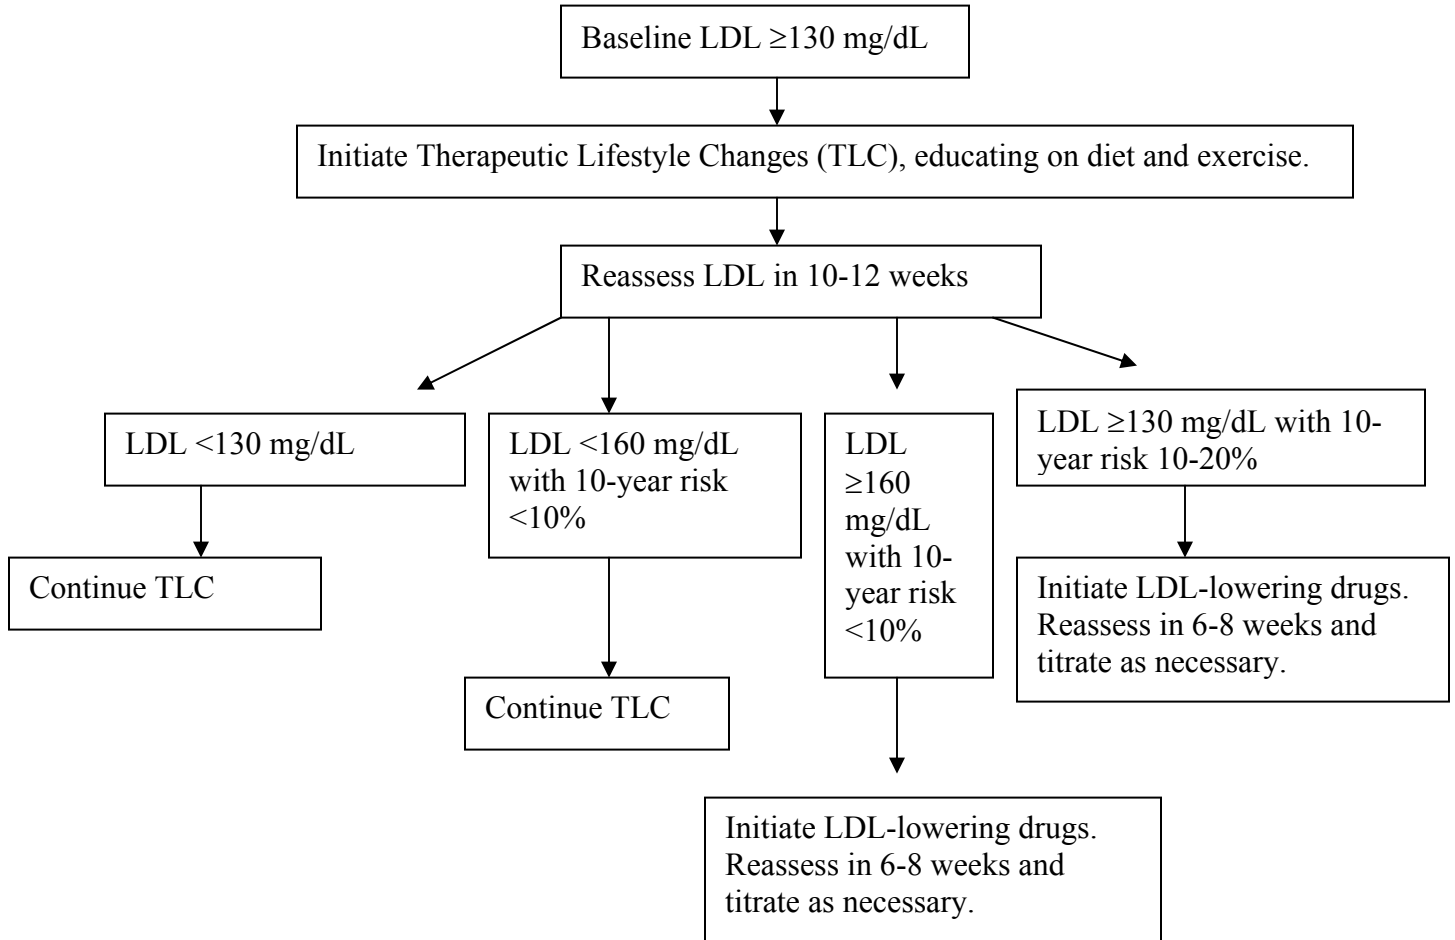 Baseline LDL ≥130 mg/dL
Initiate Therapeutic Lifestyle Changes (TLC), educating on diet and exercise.
Reassess LDL in 10-12 weeks
LDL <130 mg/dL
LDL <160 mg/dL
with 10-year risk
<10%
LDL
≥160
mg/dL
with 10-
year risk
<10%
LDL ≥130 mg/dL with 10-
year risk 10-20%
Continue TLC
Continue TLC
Initiate LDL-lowering drugs.
Reassess in 6-8 weeks and
titrate as necessary.
Initiate LDL-lowering drugs.
Reassess in 6-8 weeks and
titrate as necessary.